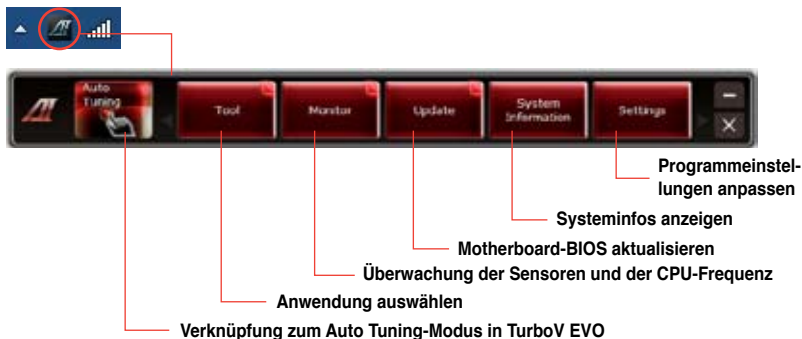 Auto
Tuning
Tool
Monitor
Update
System
Information
Settings
Programmeinstel-
lungen anpassen
Systeminfos anzeigen
Motherboard-BIOS aktualisieren
Überwachung der Sensoren und der CPU-Frequenz
Anwendung auswählen
Verknüpfung zum Auto Tuning-Modus in TurboV EVO